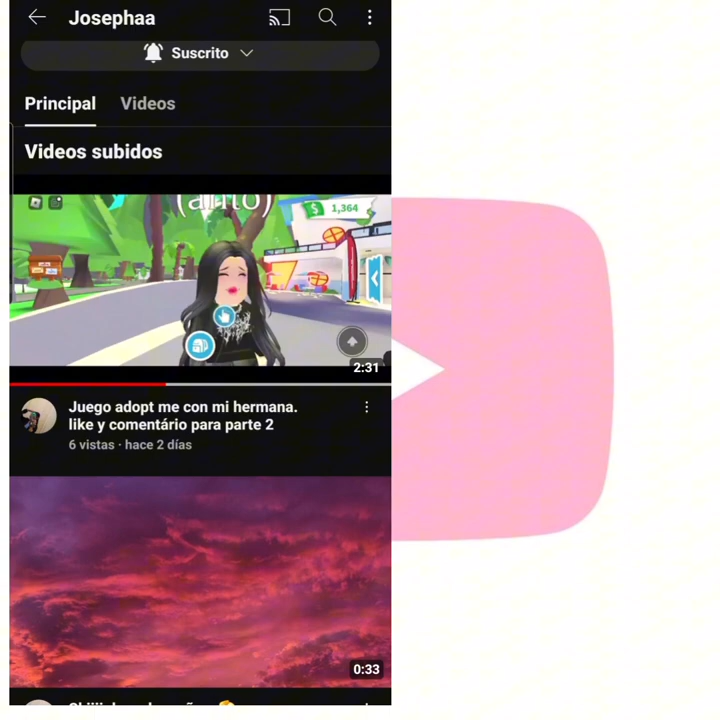 Josephaa
Suscrito
Principal Videos
Videos subidos
(anto)
$ 1,364
2:31
Juego adopt me con mi hermana.
like y comentário para parte 2
6 vistas · hace 2 días
0:33